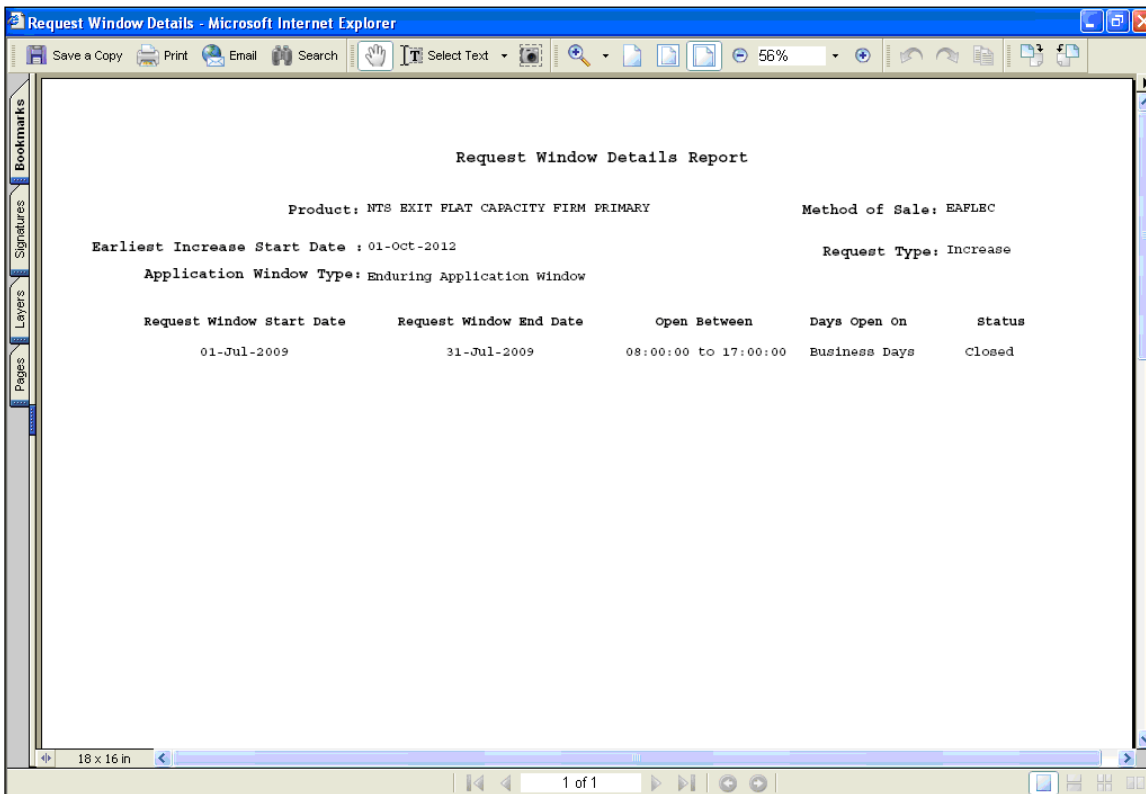 Request Window Details - Microsoft Internet Explorer
Save a Copy Print Email Search Select Text 56%
Bookmarks
Signatures
Layers
Pages
Request Window Details Report
Product: NTS EXIT FLAT CAPACITY FIRM PRIMARY Method of Sale: EAFLEC
Earliest Increase Start Date : 01-Oct-2012 Request Type: Increase
Application Window Type: Enduring Application Window
Request Window Start Date Request Window End Date Open Between Days Open On Status
01-Jul-2009 31-Jul-2009 08:00:00 to 17:00:00 Business Days Closed
18 x 16 in
1 of 1